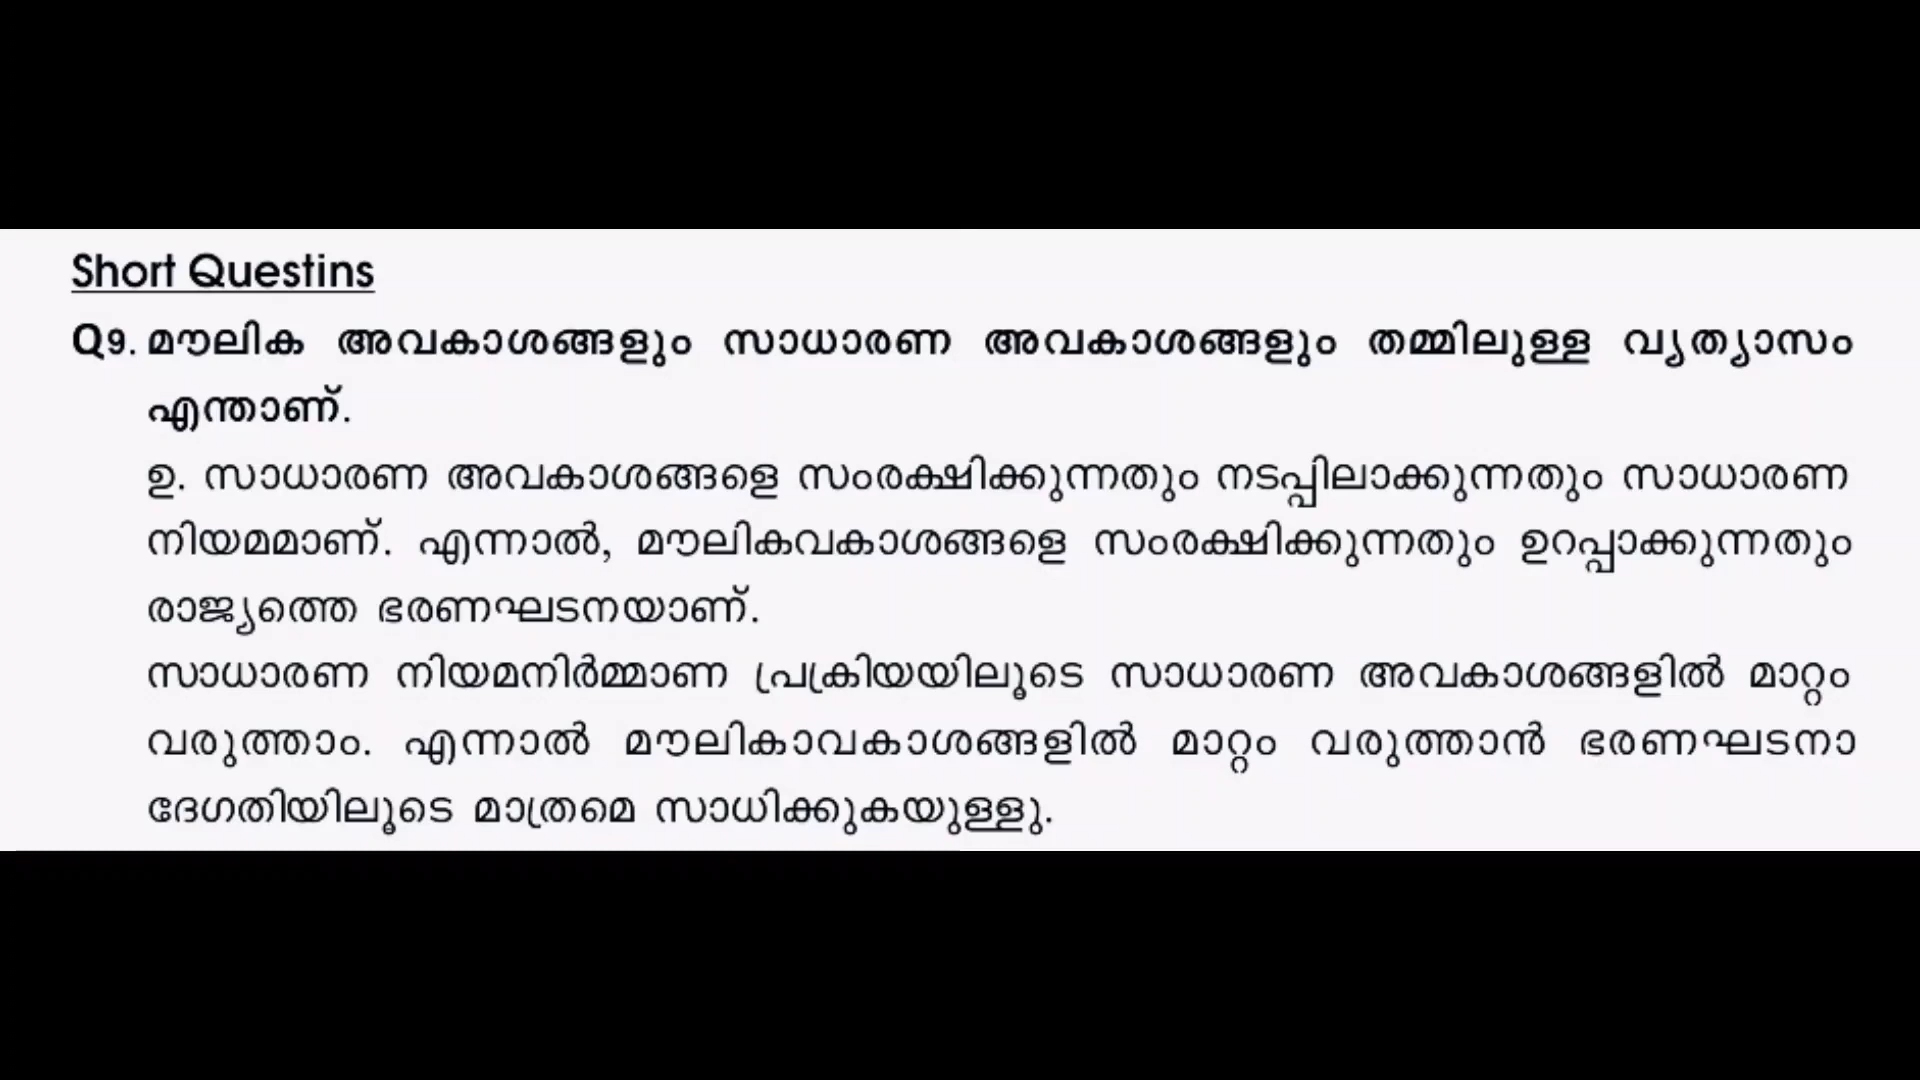 Short Questins
Q9. മൗലിക അവകാശങ്ങളും സാധാരണ അവകാശങ്ങളും തമ്മിലുള്ള വ്യത്യാസം
എന്താണ്.
ഉ. സാധാരണ അവകാശങ്ങളെ സംരക്ഷിക്കുന്നതും നടപ്പിലാക്കുന്നതും സാധാരണ
നിയമമാണ്. എന്നാൽ, മൗലികവകാശങ്ങളെ സംരക്ഷിക്കുന്നതും ഉറപ്പാക്കുന്നതും
രാജ്യത്തെ ഭരണഘടനയാണ്.
സാധാരണ നിയമനിർമ്മാണ പ്രക്രിയയിലൂടെ സാധാരണ അവകാശങ്ങളിൽ മാറ്റം
വരുത്താം. എന്നാൽ മൗലികാവകാശങ്ങളിൽ മാറ്റം വരുത്താൻ ഭരണഘടനാ
ദേഗതിയിലൂടെ മാത്രമെ സാധിക്കുകയുള്ളു.